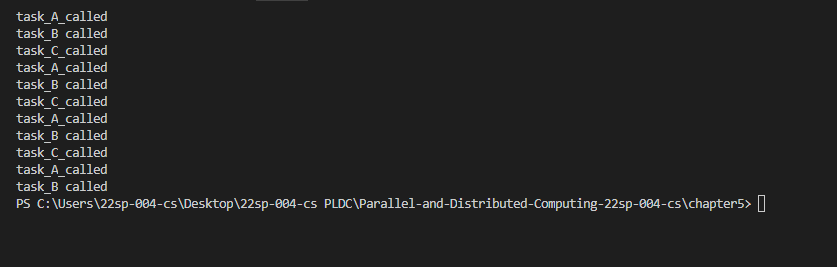 task_A_called
task_B called
task_C_called
task_A_called
task_B called
task_C_called
task_A_called
task_B called
task_C_called
task_A_called
task_B called
PS C:\Users\22sp-004-cs\Desktop\22sp-004-cs PLDC\Parallel-and-Distributed-Computing-22sp-004-cs\chapter5>